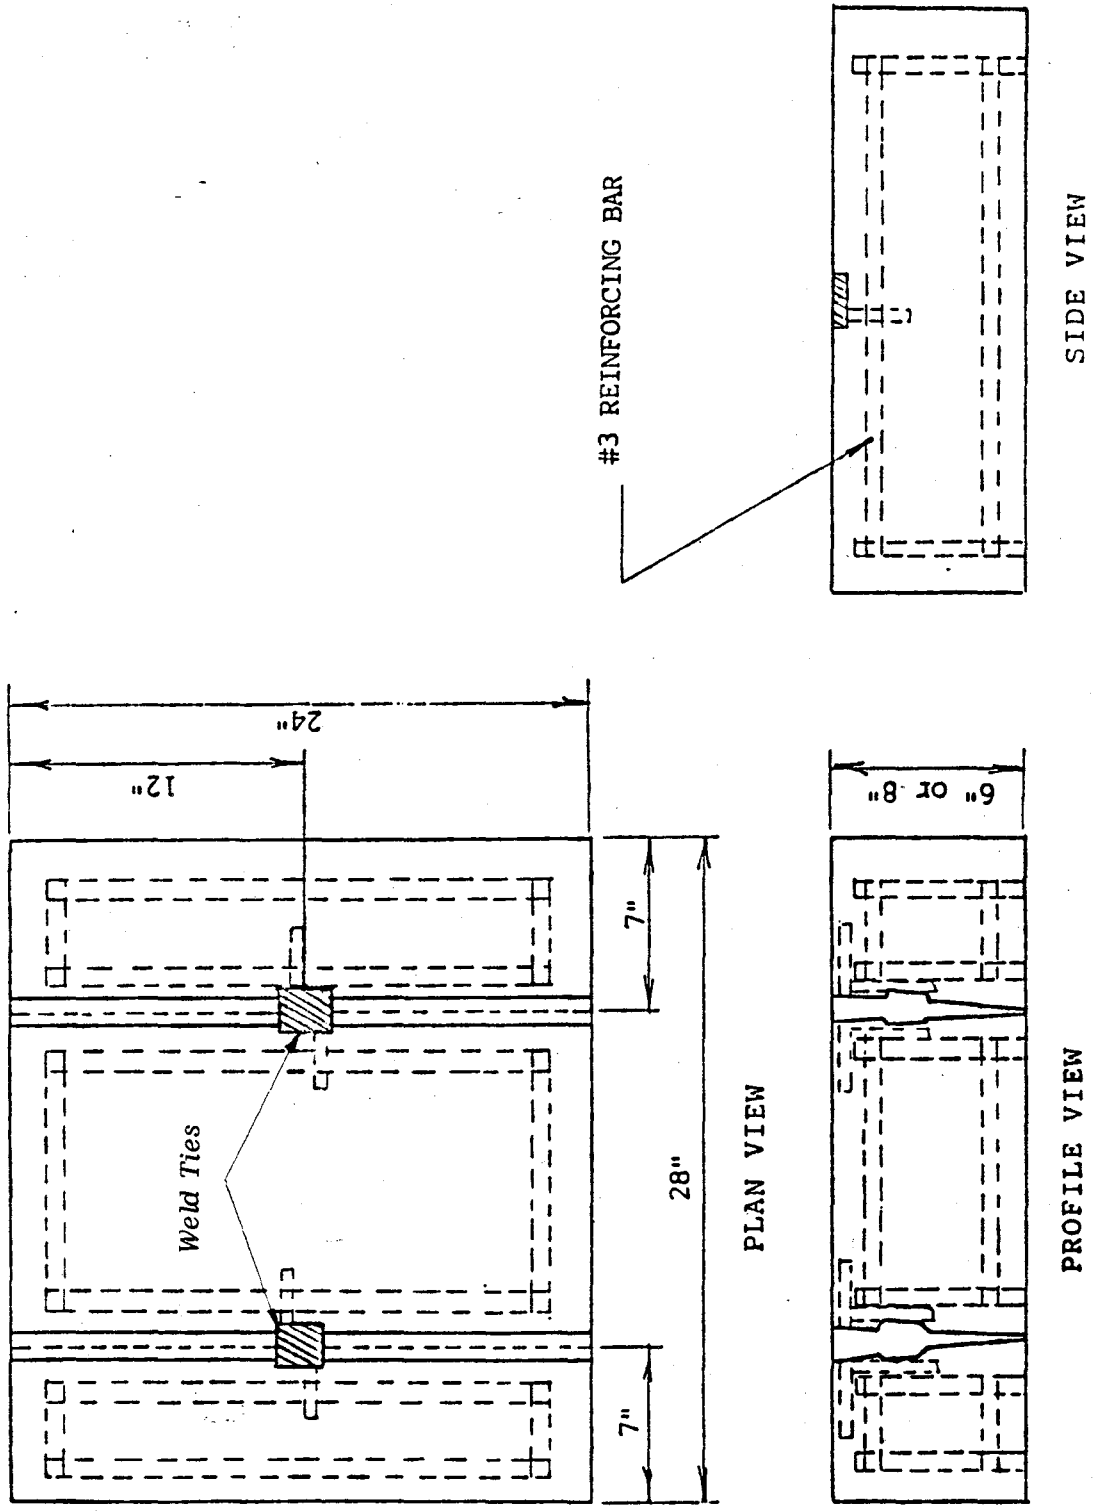 7"
7"
28"
Weld Ties
12"
24"
PLAN VIEW
#3 REINFORCING BAR
6" or 8"
PROFILE VIEW
SIDE VIEW